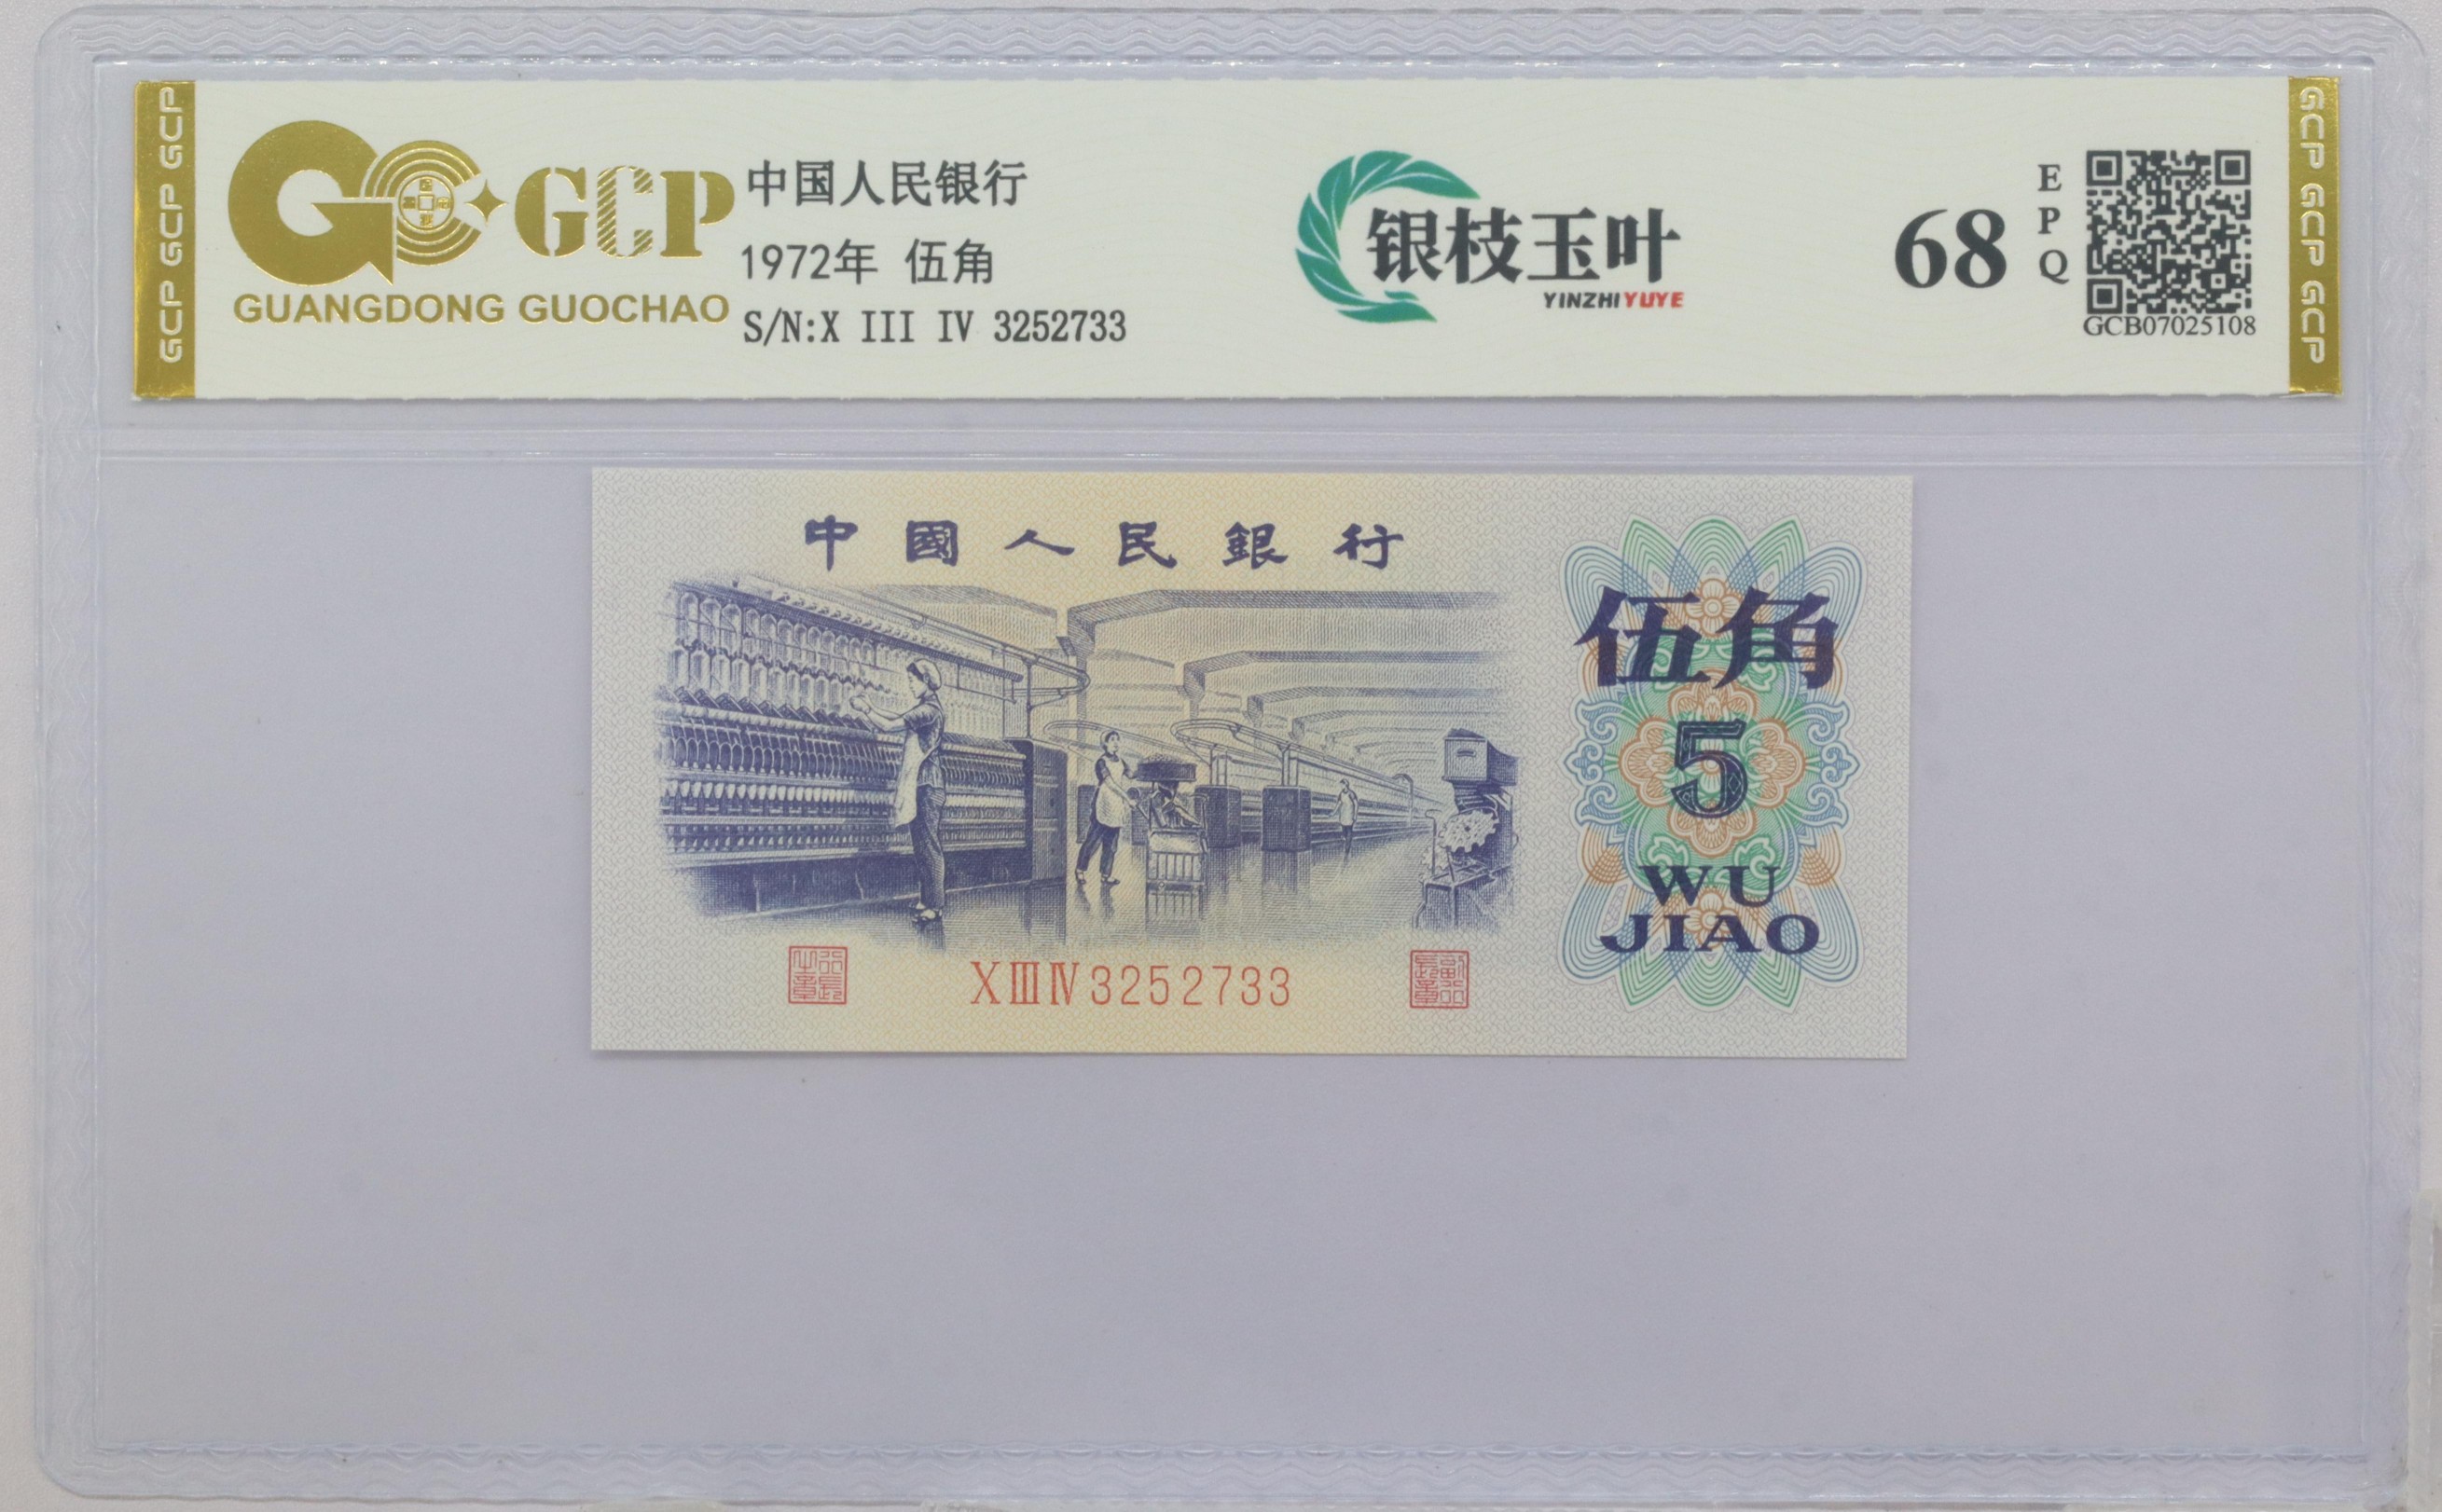 GCP GCP GCP
GCP
GUANGDONG GUOCHAO
中国人民银行
1972年 伍角
S/N:X III IV 3252733
银枝玉叶
YINZHIYUYE
68
EPQ
GCB07025108
GCP GCP GCP
中國人民銀行
伍角
5
WU
JIAO
XⅢⅣ3252733